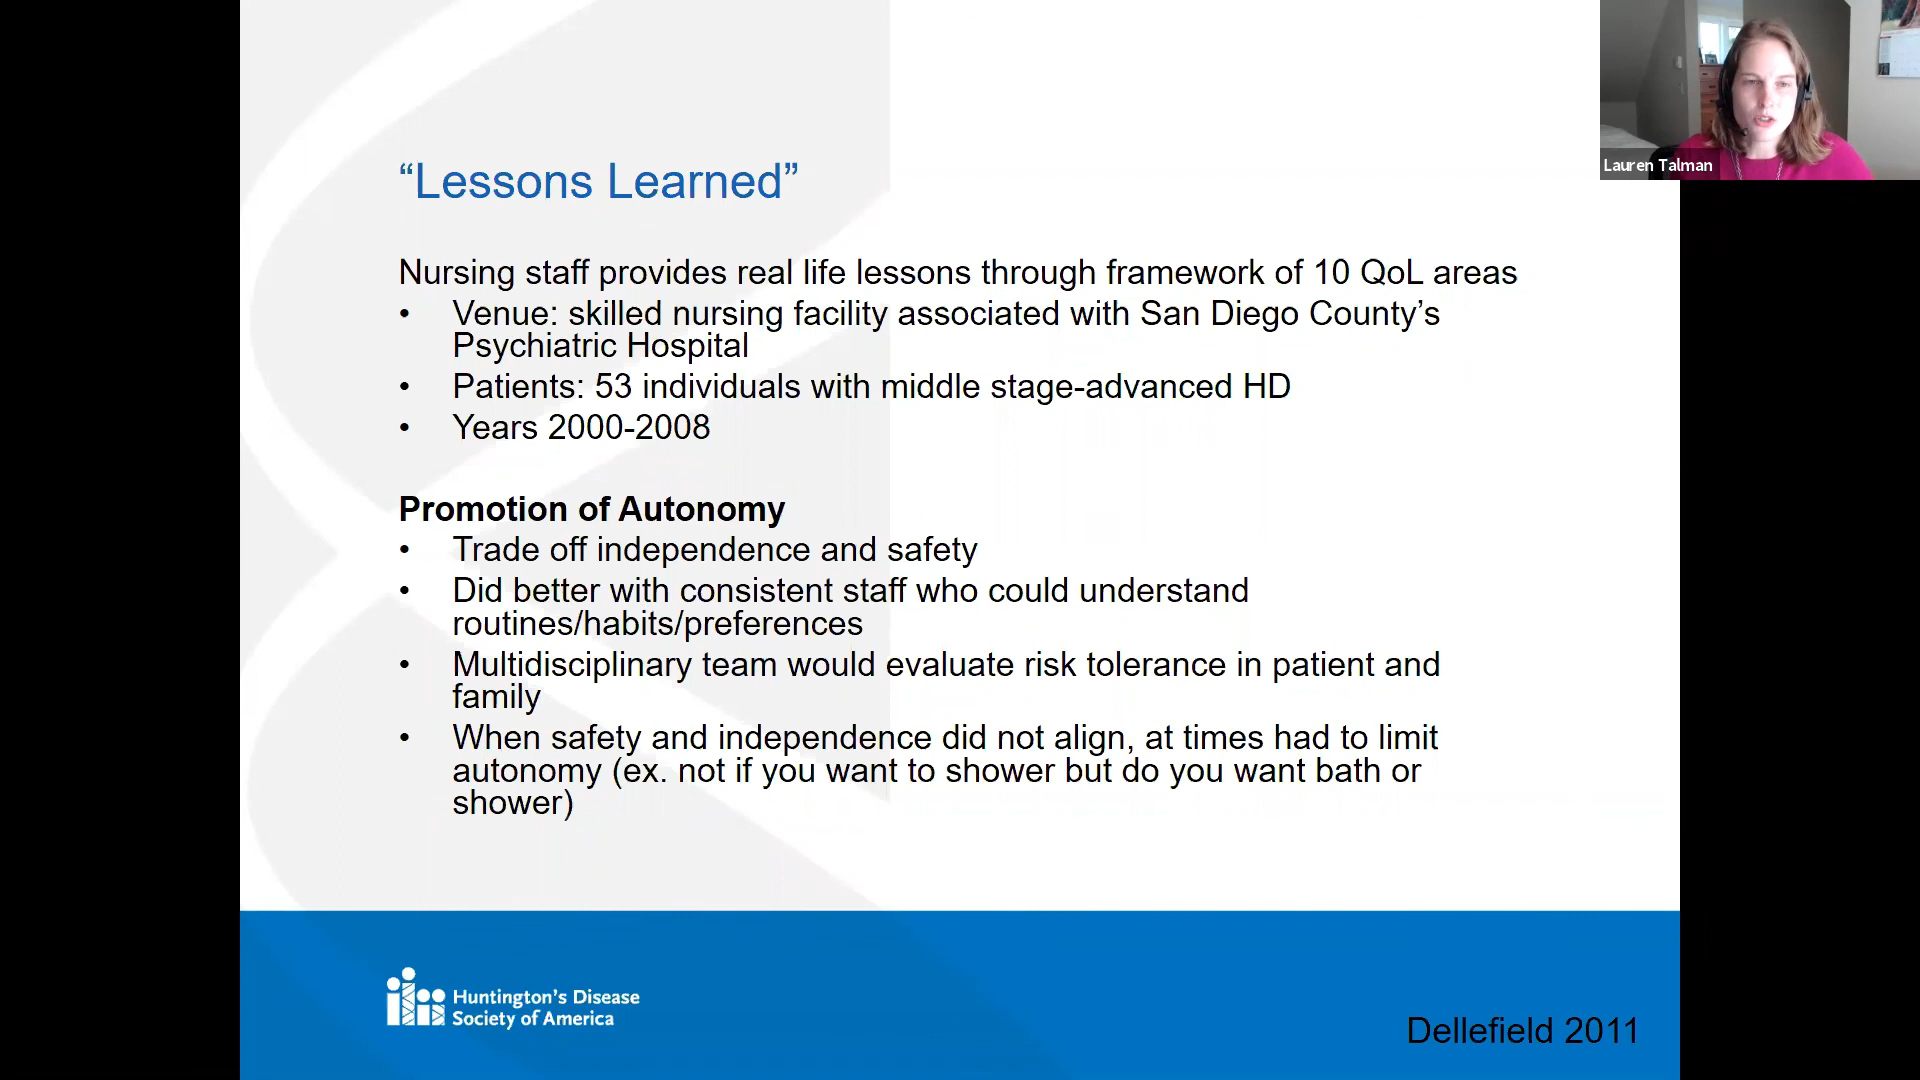 Lauren Talman
“Lessons Learned”
Nursing staff provides real life lessons through framework of 10 QoL areas
• Venue: skilled nursing facility associated with San Diego County’s
Psychiatric Hospital
• Patients: 53 individuals with middle stage-advanced HD
• Years 2000-2008
Promotion of Autonomy
• Trade off independence and safety
• Did better with consistent staff who could understand
routines/habits/preferences
• Multidisciplinary team would evaluate risk tolerance in patient and
family
• When safety and independence did not align, at times had to limit
autonomy (ex. not if you want to shower but do you want bath or
shower)
Huntington’s Disease
Society of America
Dellefield 2011